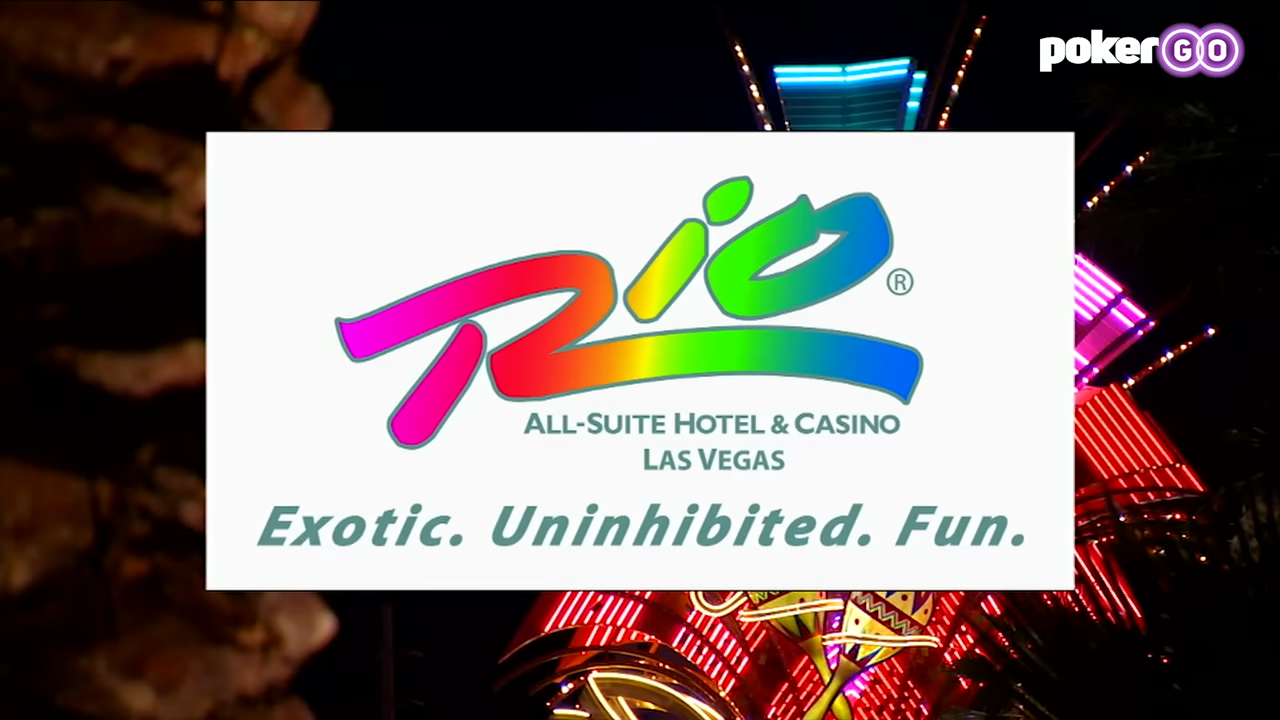 pokerGO
Rio®
ALL-SUITE HOTEL & CASINO
LAS VEGAS
Exotic. Uninhibited. Fun.